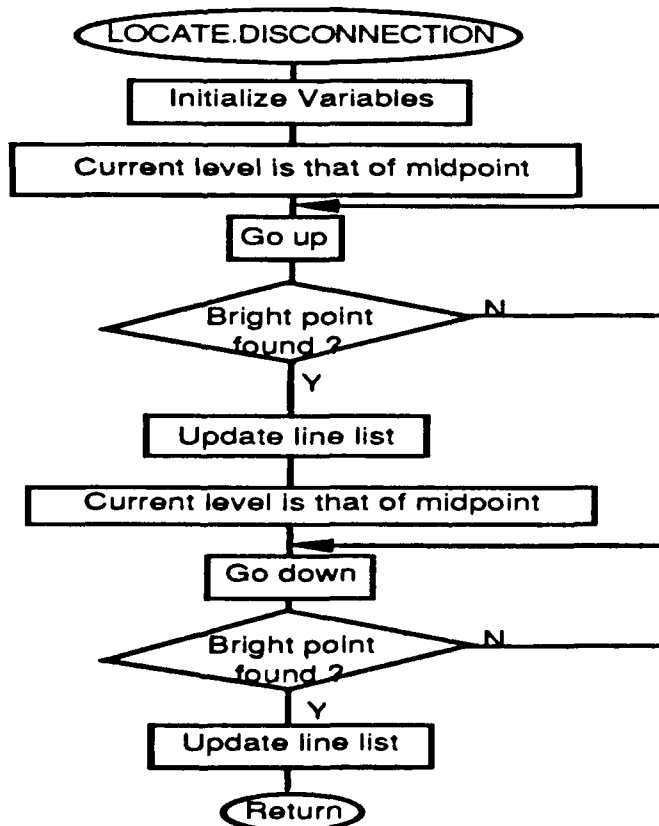 LOCATE.DISCONNECTION
Initialize Variables
Current level is that of midpoint
Go up
Bright point
found ?
N
Y
Update line list
Current level is that of midpoint
Go down
Bright point
found ?
N
Y
Update line list
Return